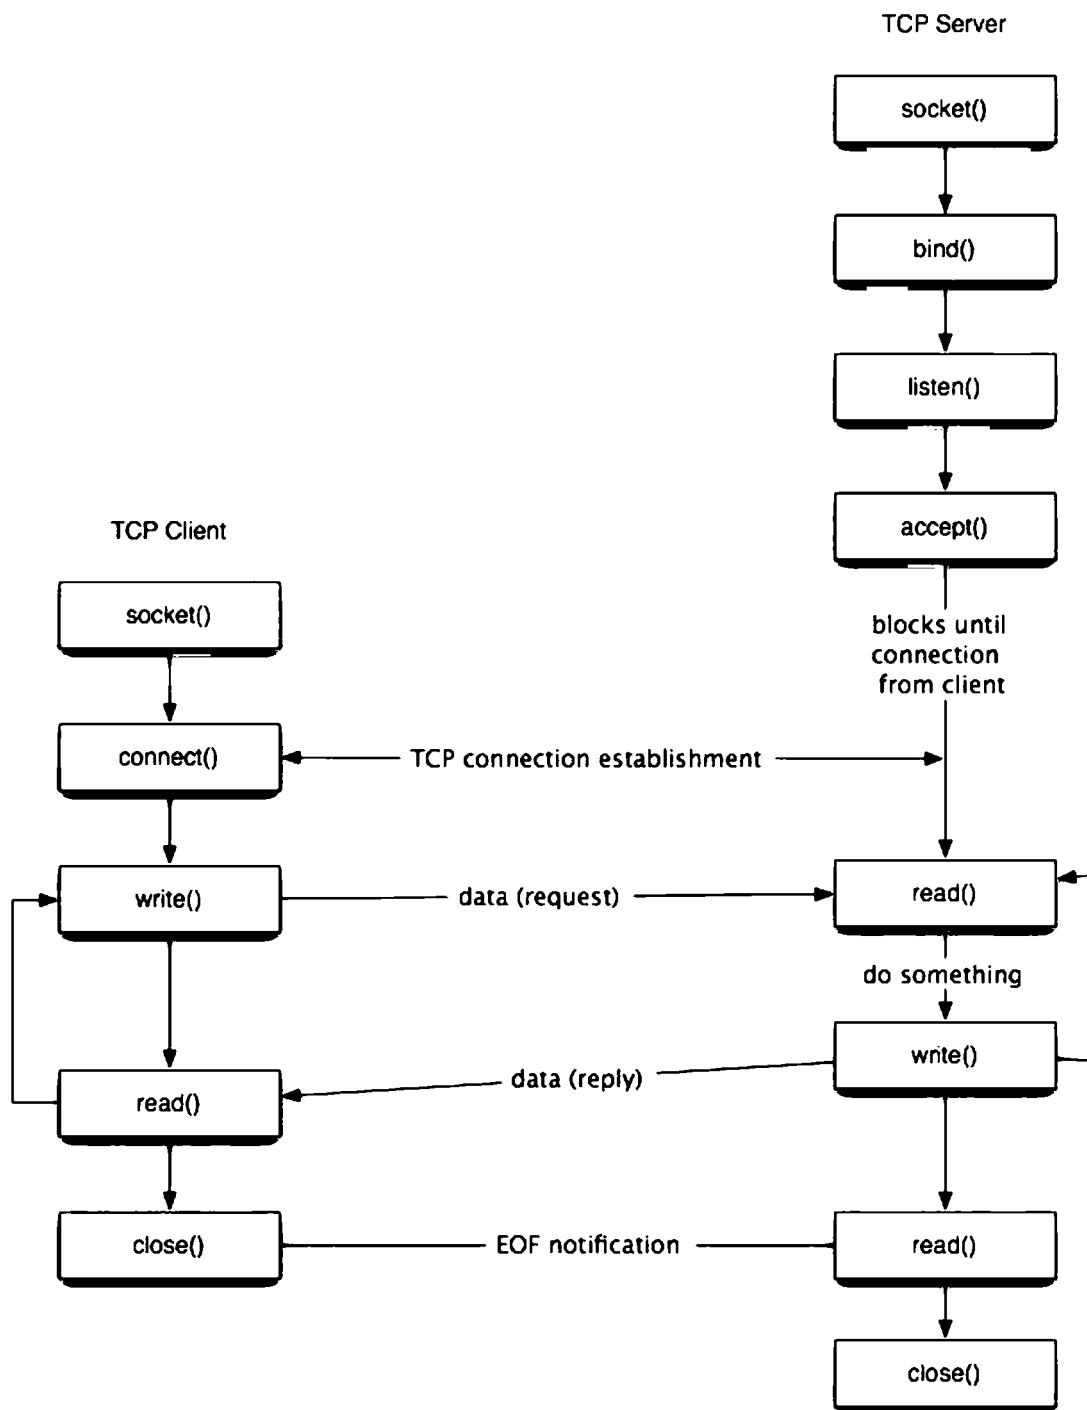 TCP Server
socket()
bind()
listen()
accept()
TCP Client
socket()
blocks until
connection
from client
connect()
TCP connection establishment
write()
data (request)
read()
do something
write()
data (reply)
read()
close()
EOF notification
read()
close()